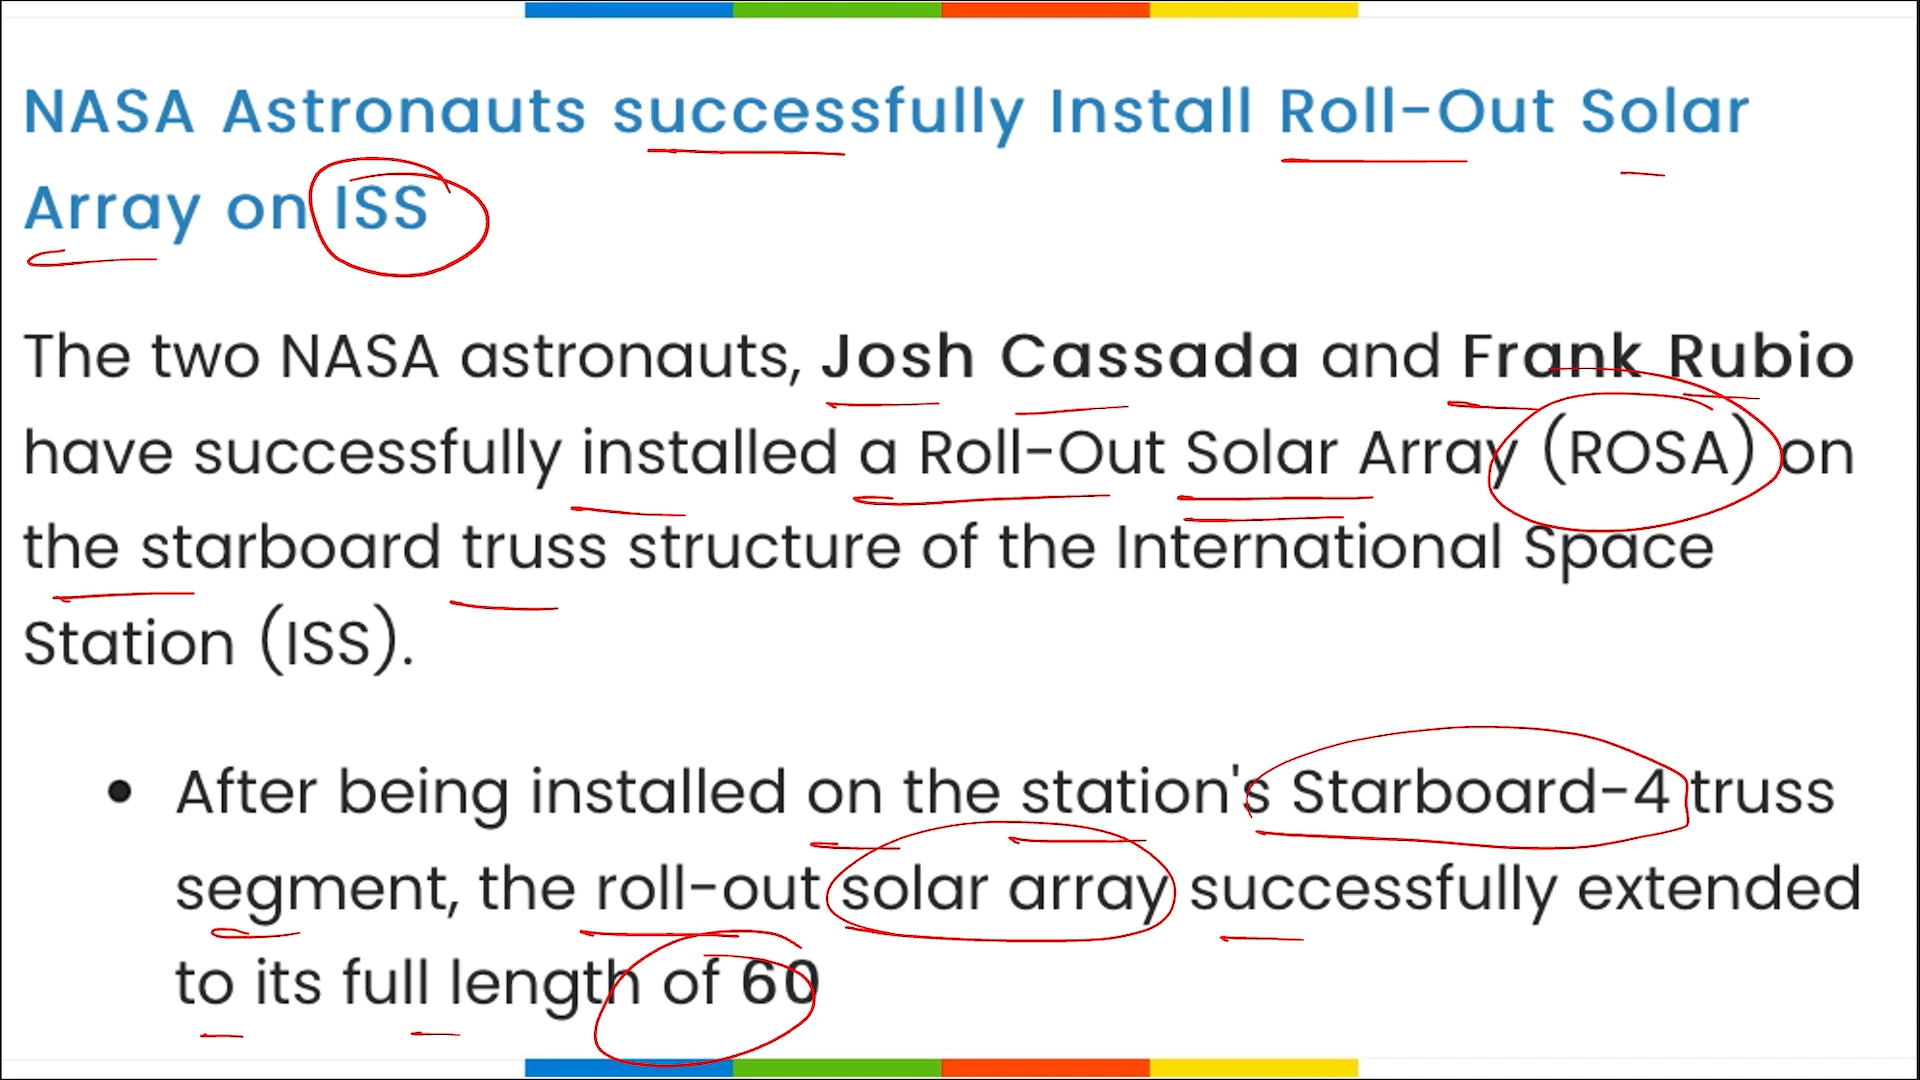 NASA Astronauts successfully Install Roll-Out Solar
Array on ISS
The two NASA astronauts, Josh Cassada and Frank Rubio
have successfully installed a Roll-Out Solar Array (ROSA) on
the starboard truss structure of the International Space
Station (ISS).
• After being installed on the station's Starboard-4 truss
segment, the roll-out solar array successfully extended
to its full length of 60